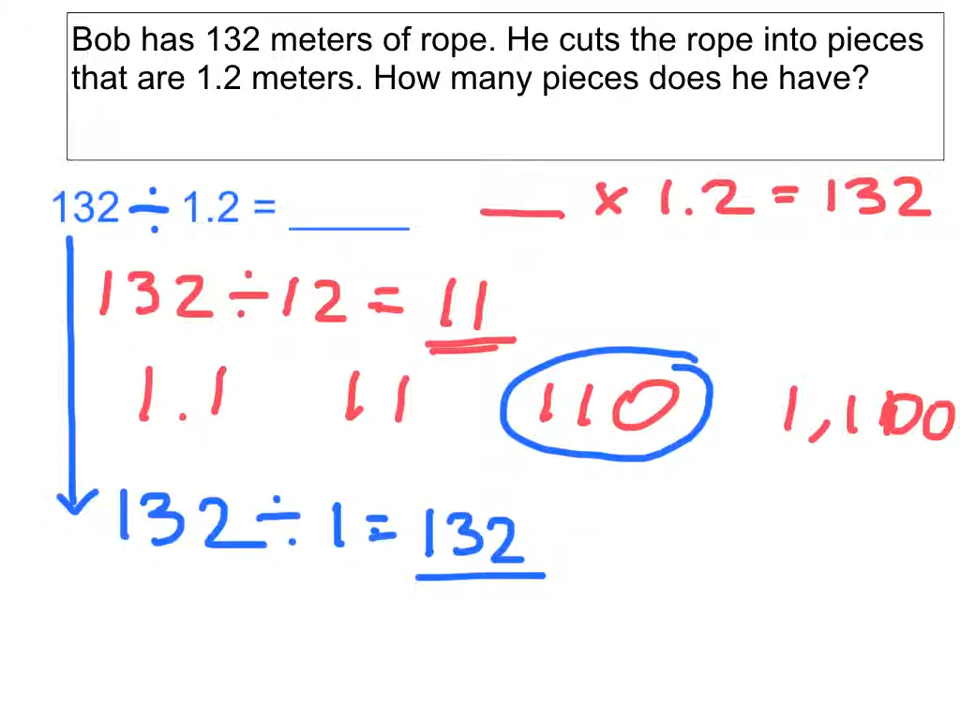 Bob has 132 meters of rope. He cuts the rope into pieces
that are 1.2 meters. How many pieces does he have?
132 ÷ 1.2 = ____ __ x 1.2 = 132
132 ÷ 12 = 11
1.1 11 110 1,100
132 ÷ 1 = 132